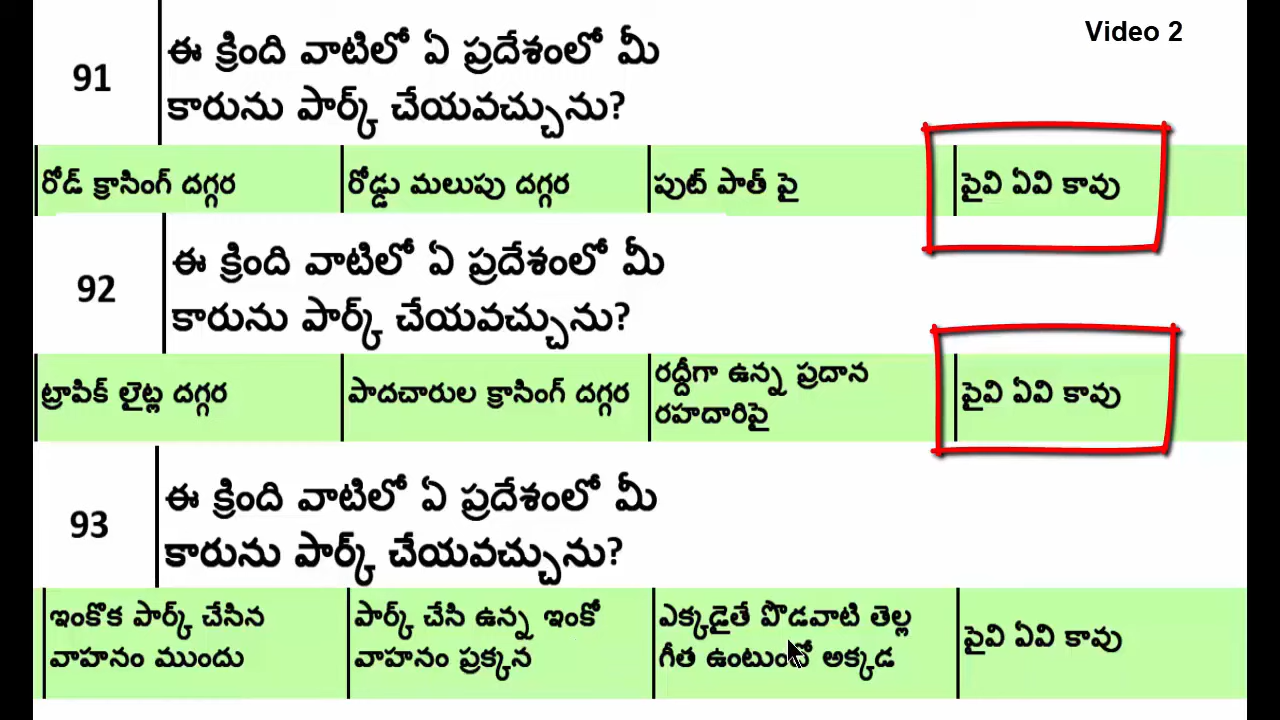 Video 2
91
ఈ క్రింది వాటిలో ఏ ప్రదేశంలో మీ
కారును పార్క్ చేయవచ్చును?
రోడ్ క్రాసింగ్ దగ్గర
రోడ్డు మలుపు దగ్గర
పుట్ పాత్ పై
పైవి ఏవి కావు
92
ఈ క్రింది వాటిలో ఏ ప్రదేశంలో మీ
కారును పార్క్ చేయవచ్చును?
ట్రాపిక్ లైట్ల దగ్గర
పాదచారుల క్రాసింగ్ దగ్గర
రద్దీగా ఉన్న ప్రదాన
రహదారిపై
పైవి ఏవి కావు
93
ఈ క్రింది వాటిలో ఏ ప్రదేశంలో మీ
కారును పార్క్ చేయవచ్చును?
ఇంకొక పార్క్ చేసిన
వాహనం ముందు
పార్క్ చేసి ఉన్న ఇంకో
వాహనం ప్రక్కన
ఎక్కడైతే పొడవాటి తెల్ల
గీత ఉంటుందో అక్కడ
పైవి ఏవి కావు